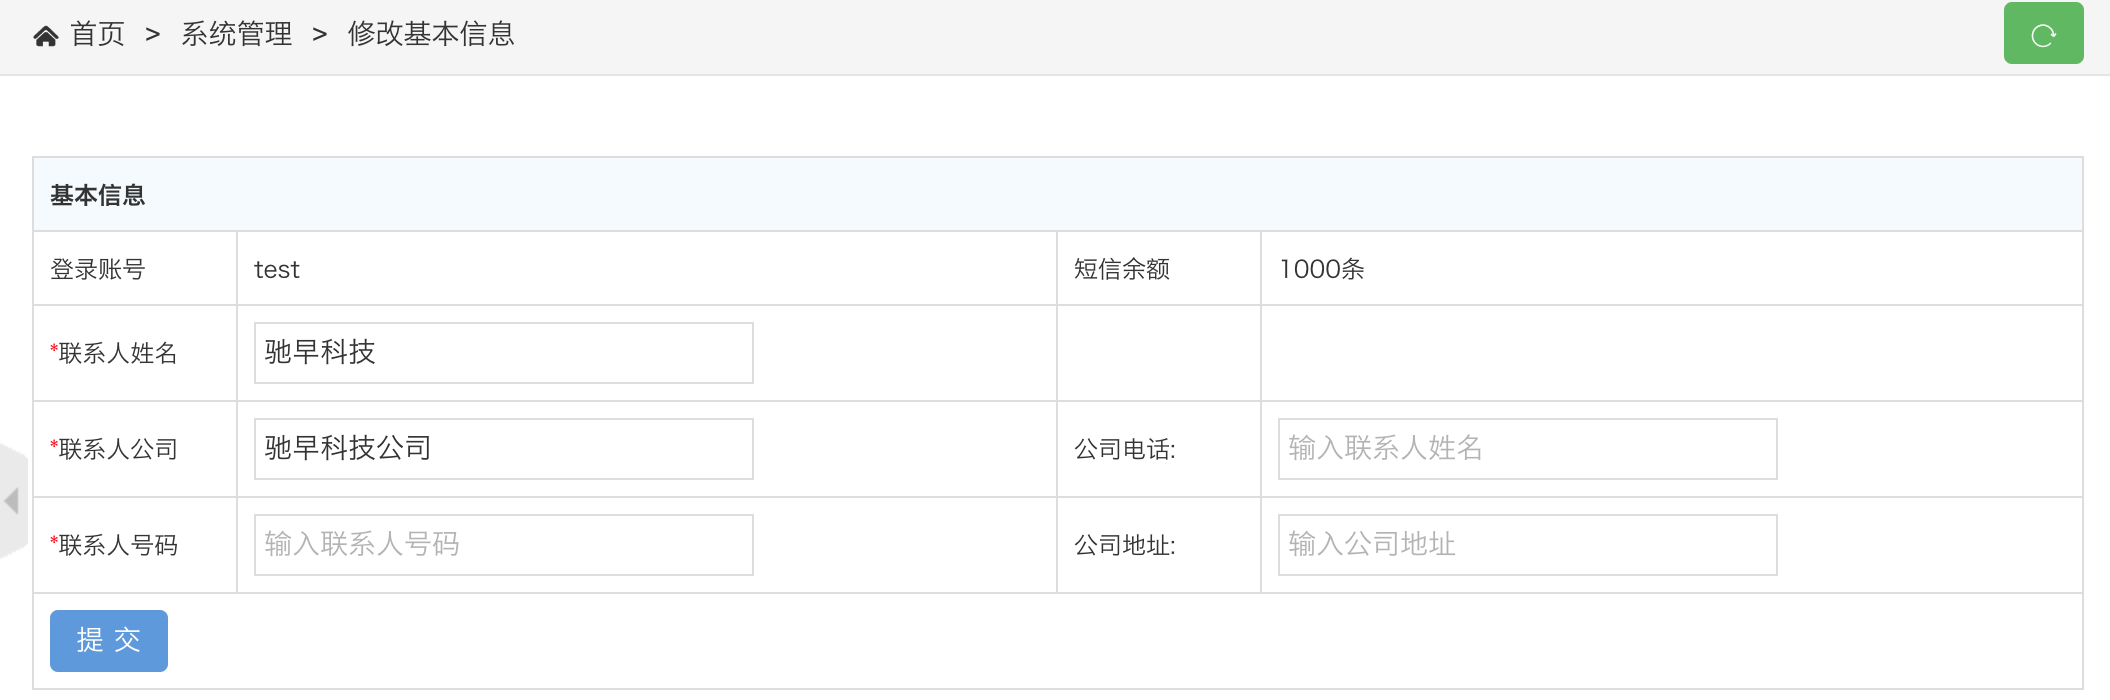 首页 > 系统管理 > 修改基本信息
基本信息
登录账号 test 短信余额 1000条
*联系人姓名 驰早科技
*联系人公司 驰早科技公司 公司电话: 输入联系人姓名
*联系人号码 输入联系人号码 公司地址: 输入公司地址
提 交